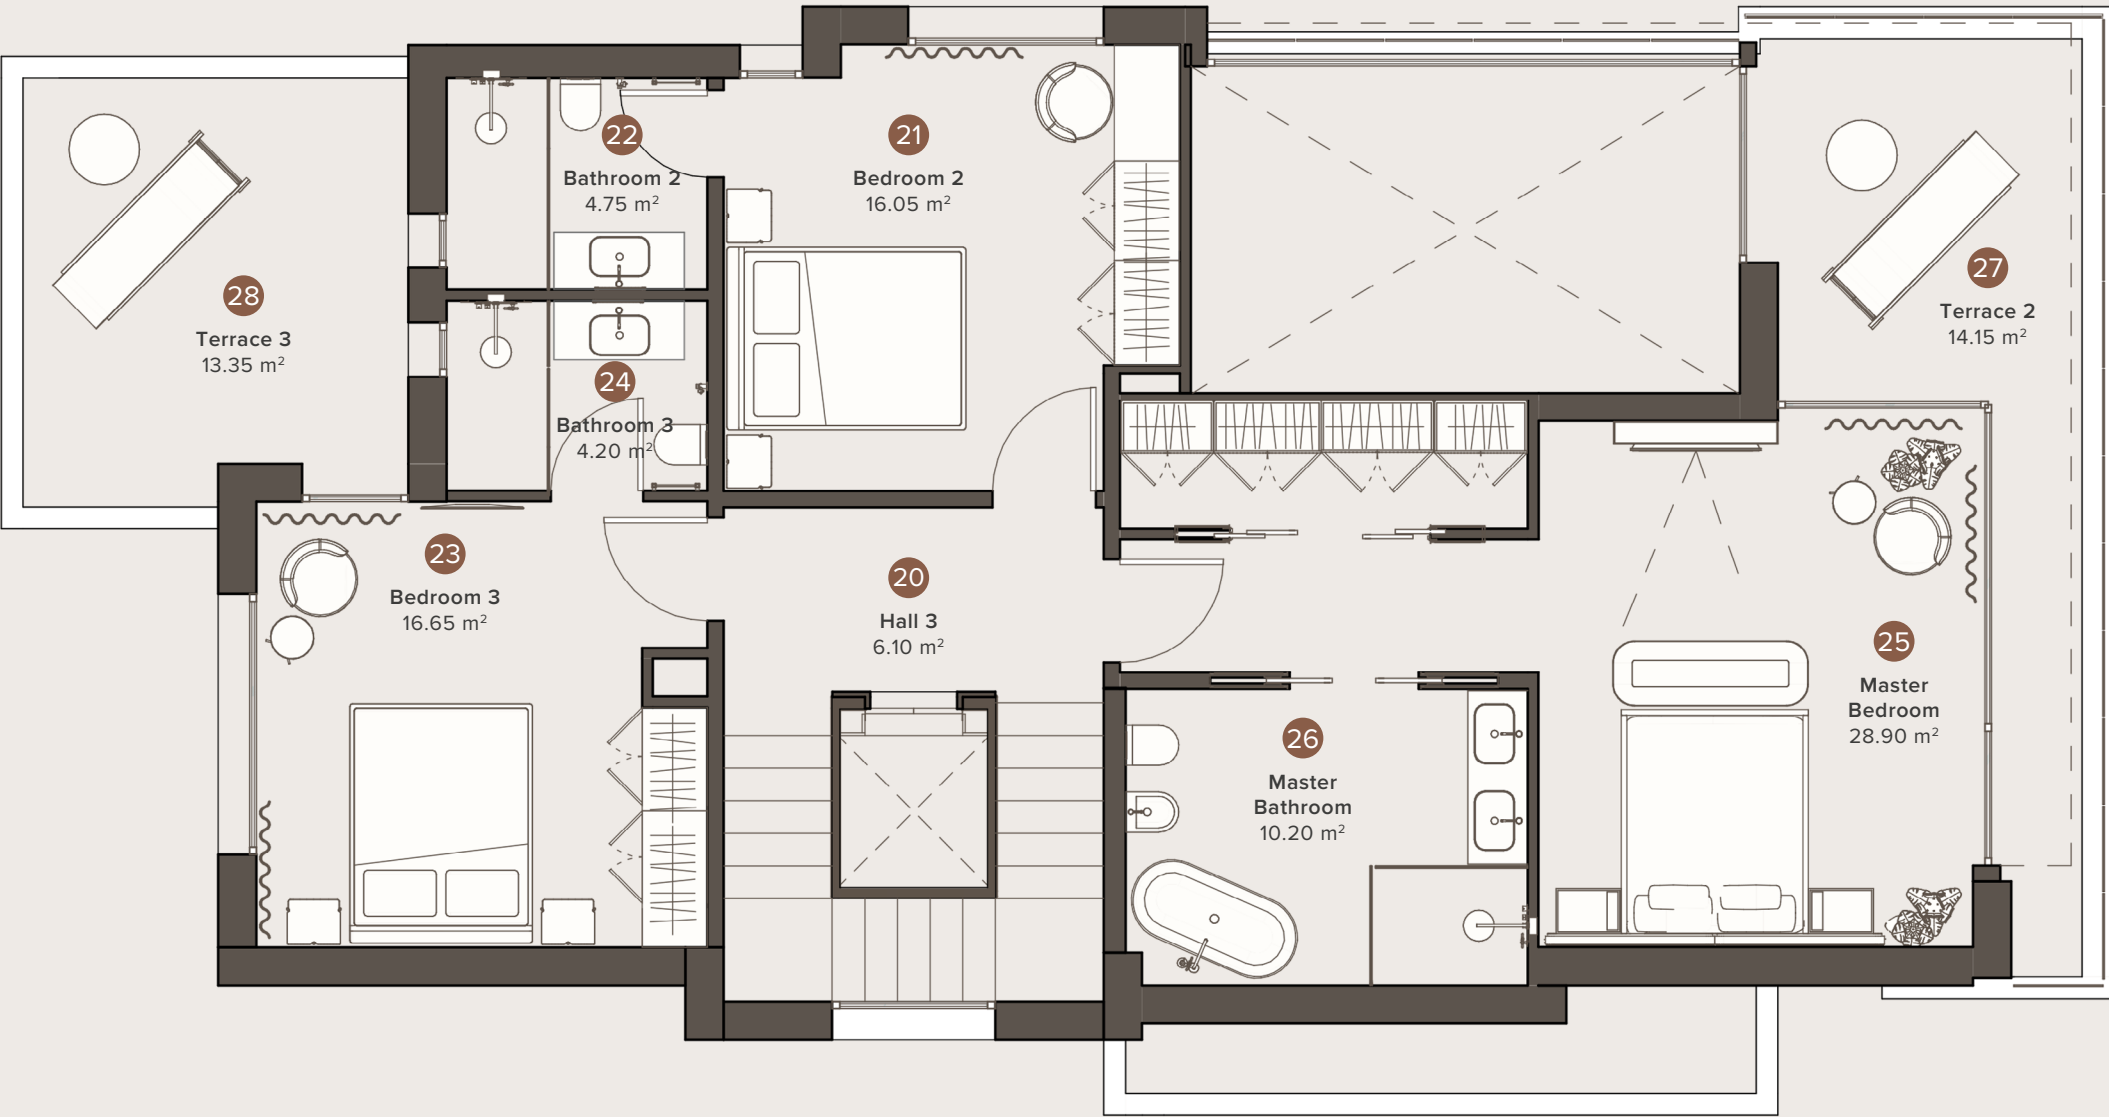 22
Bathroom 2
4.75 m²
21
Bedroom 2
16.05 m²
28
Terrace 3
13.35 m²
27
Terrace 2
14.15 m²
24
Bathroom 3
4.20 m²
23
Bedroom 3
16.65 m²
20
Hall 3
6.10 m²
25
Master
Bedroom
28.90 m²
26
Master
Bathroom
10.20 m²